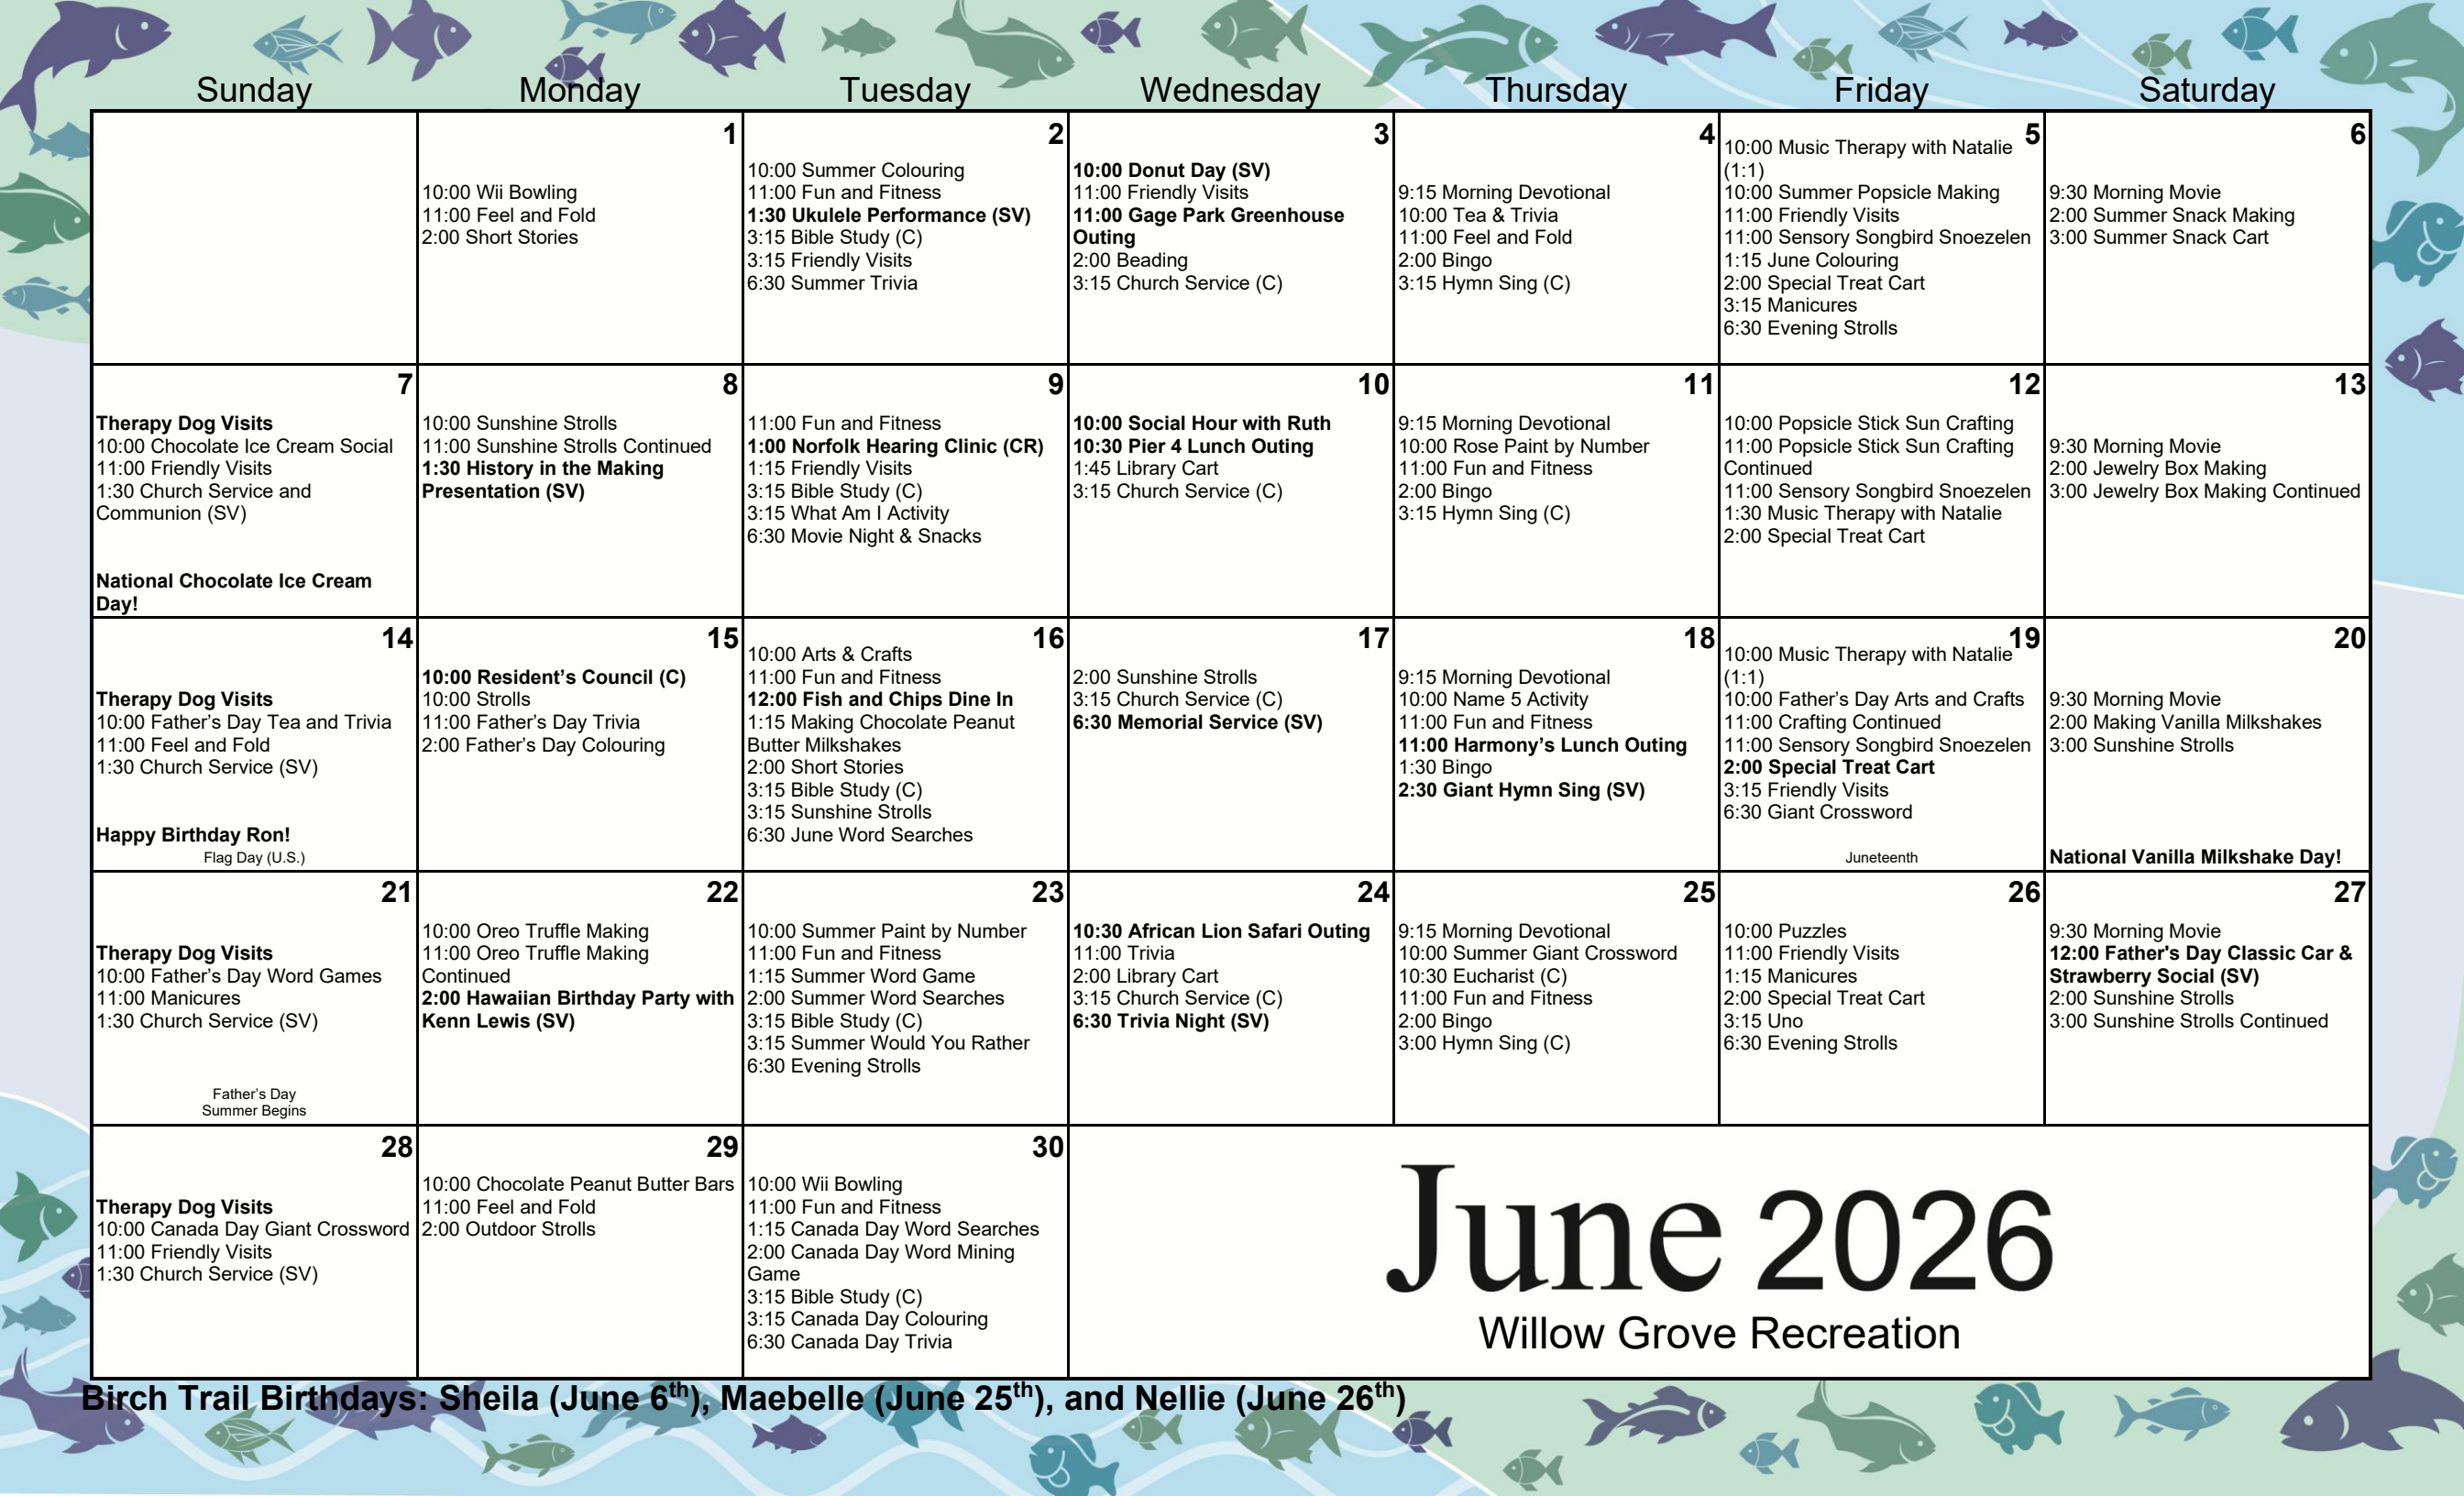 Sunday Monday Tuesday Wednesday Thursday Friday Saturday
1
10:00 Wii Bowling
11:00 Feel and Fold
2:00 Short Stories
2
10:00 Summer Colouring
11:00 Fun and Fitness
1:30 Ukulele Performance (SV)
3:15 Bible Study (C)
3:15 Friendly Visits
6:30 Summer Trivia
3
10:00 Donut Day (SV)
11:00 Friendly Visits
11:00 Gage Park Greenhouse
Outing
2:00 Beading
3:15 Church Service (C)
4
9:15 Morning Devotional
10:00 Tea & Trivia
11:00 Feel and Fold
2:00 Bingo
3:15 Hymn Sing (C)
5
10:00 Music Therapy with Natalie
(1:1)
10:00 Summer Popsicle Making
11:00 Friendly Visits
11:00 Sensory Songbird Snoezelen
1:15 June Colouring
2:00 Special Treat Cart
3:15 Manicures
6:30 Evening Strolls
6
9:30 Morning Movie
2:00 Summer Snack Making
3:00 Summer Snack Cart
7
Therapy Dog Visits
10:00 Chocolate Ice Cream Social
11:00 Friendly Visits
1:30 Church Service and
Communion (SV)
National Chocolate Ice Cream
Day!
8
10:00 Sunshine Strolls
11:00 Sunshine Strolls Continued
1:30 History in the Making
Presentation (SV)
9
11:00 Fun and Fitness
1:00 Norfolk Hearing Clinic (CR)
1:15 Friendly Visits
3:15 Bible Study (C)
3:15 What Am I Activity
6:30 Movie Night & Snacks
10
10:00 Social Hour with Ruth
10:30 Pier 4 Lunch Outing
1:45 Library Cart
3:15 Church Service (C)
11
9:15 Morning Devotional
10:00 Rose Paint by Number
11:00 Fun and Fitness
2:00 Bingo
3:15 Hymn Sing (C)
12
10:00 Popsicle Stick Sun Crafting
11:00 Popsicle Stick Sun Crafting
Continued
11:00 Sensory Songbird Snoezelen
1:30 Music Therapy with Natalie
2:00 Special Treat Cart
13
9:30 Morning Movie
2:00 Jewelry Box Making
3:00 Jewelry Box Making Continued
14
Therapy Dog Visits
10:00 Father's Day Tea and Trivia
11:00 Feel and Fold
1:30 Church Service (SV)
Happy Birthday Ron!
Flag Day (U.S.)
15
10:00 Resident's Council (C)
10:00 Strolls
11:00 Father's Day Trivia
2:00 Father's Day Colouring
16
10:00 Arts & Crafts
11:00 Fun and Fitness
12:00 Fish and Chips Dine In
1:15 Making Chocolate Peanut
Butter Milkshakes
2:00 Short Stories
3:15 Bible Study (C)
3:15 Sunshine Strolls
6:30 June Word Searches
17
2:00 Sunshine Strolls
3:15 Church Service (C)
6:30 Memorial Service (SV)
18
9:15 Morning Devotional
10:00 Name 5 Activity
11:00 Fun and Fitness
11:00 Harmony's Lunch Outing
1:30 Bingo
2:30 Giant Hymn Sing (SV)
19
10:00 Music Therapy with Natalie
(1:1)
10:00 Father's Day Arts and Crafts
11:00 Crafting Continued
11:00 Sensory Songbird Snoezelen
2:00 Special Treat Cart
3:15 Friendly Visits
6:30 Giant Crossword
Juneteenth
20
9:30 Morning Movie
2:00 Making Vanilla Milkshakes
3:00 Sunshine Strolls
National Vanilla Milkshake Day!
21
Therapy Dog Visits
10:00 Father's Day Word Games
11:00 Manicures
1:30 Church Service (SV)
Father's Day
Summer Begins
22
10:00 Oreo Truffle Making
11:00 Oreo Truffle Making
Continued
2:00 Hawaiian Birthday Party with
Kenn Lewis (SV)
23
10:00 Summer Paint by Number
11:00 Fun and Fitness
1:15 Summer Word Game
2:00 Summer Word Searches
3:15 Bible Study (C)
3:15 Summer Would You Rather
6:30 Evening Strolls
24
10:30 African Lion Safari Outing
11:00 Trivia
2:00 Library Cart
3:15 Church Service (C)
6:30 Trivia Night (SV)
25
9:15 Morning Devotional
10:00 Summer Giant Crossword
10:30 Eucharist (C)
11:00 Fun and Fitness
2:00 Bingo
3:00 Hymn Sing (C)
26
10:00 Puzzles
11:00 Friendly Visits
1:15 Manicures
2:00 Special Treat Cart
3:15 Uno
6:30 Evening Strolls
27
9:30 Morning Movie
12:00 Father's Day Classic Car &
Strawberry Social (SV)
2:00 Sunshine Strolls
3:00 Sunshine Strolls Continued
28
Therapy Dog Visits
10:00 Canada Day Giant Crossword
11:00 Friendly Visits
1:30 Church Service (SV)
29
10:00 Chocolate Peanut Butter Bars
11:00 Feel and Fold
2:00 Outdoor Strolls
30
10:00 Wii Bowling
11:00 Fun and Fitness
1:15 Canada Day Word Searches
2:00 Canada Day Word Mining
Game
3:15 Bible Study (C)
3:15 Canada Day Colouring
6:30 Canada Day Trivia
June 2026
Willow Grove Recreation
Birch Trail Birthdays: Sheila (June 6th), Maebelle (June 25th), and Nellie (June 26th)